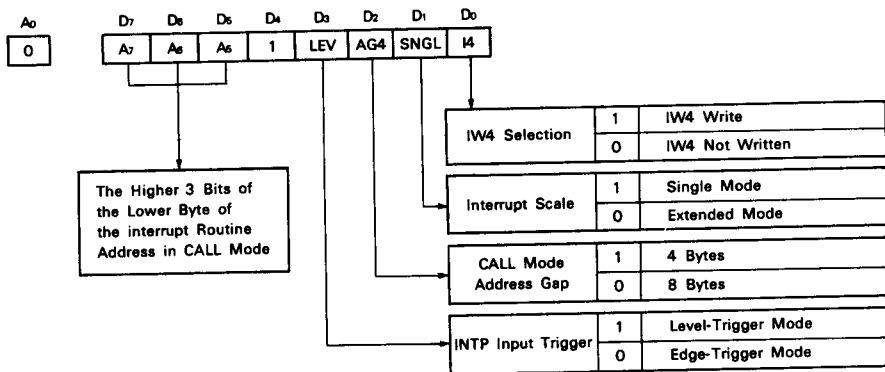 A0 D7 D6 D5 D4 D3 D2 D1 D0
0 A7 A6 A5 1 LEV AG4 SNGL I4
IW4 Selection 1 IW4 Write
0 IW4 Not Written
The Higher 3 Bits of
the Lower Byte of
the interrupt Routine
Address in CALL Mode
Interrupt Scale 1 Single Mode
0 Extended Mode
CALL Mode
Address Gap
1 4 Bytes
0 8 Bytes
INTP Input Trigger 1 Level-Trigger Mode
0 Edge-Trigger Mode